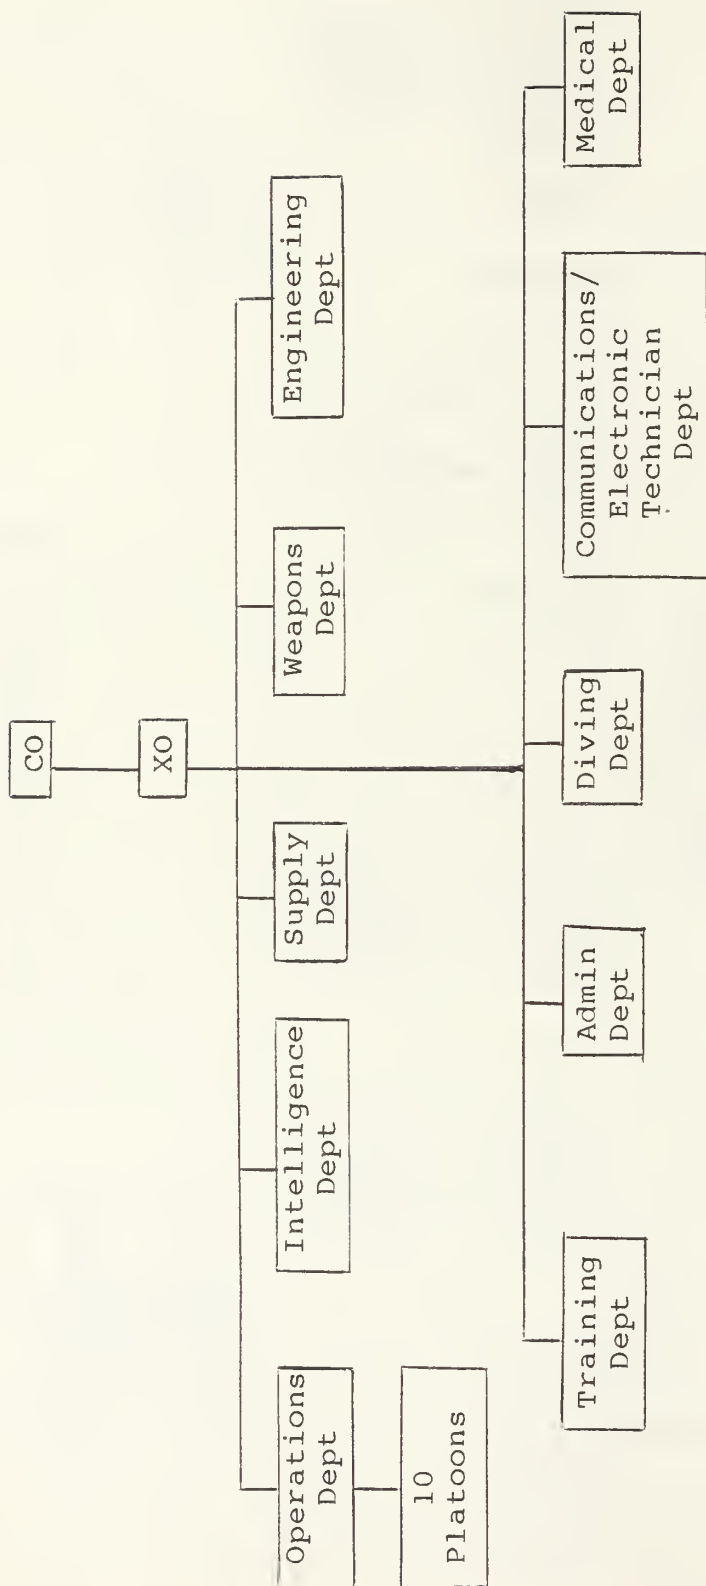 CO
XO
Operations
Dept
Intelligence
Dept
Supply
Dept
Weapons
Dept
Engineering
Dept
10
Platoons
Training
Dept
Admin
Dept
Diving
Dept
Communications/
Electronic
Technician
Dept
Medical
Dept